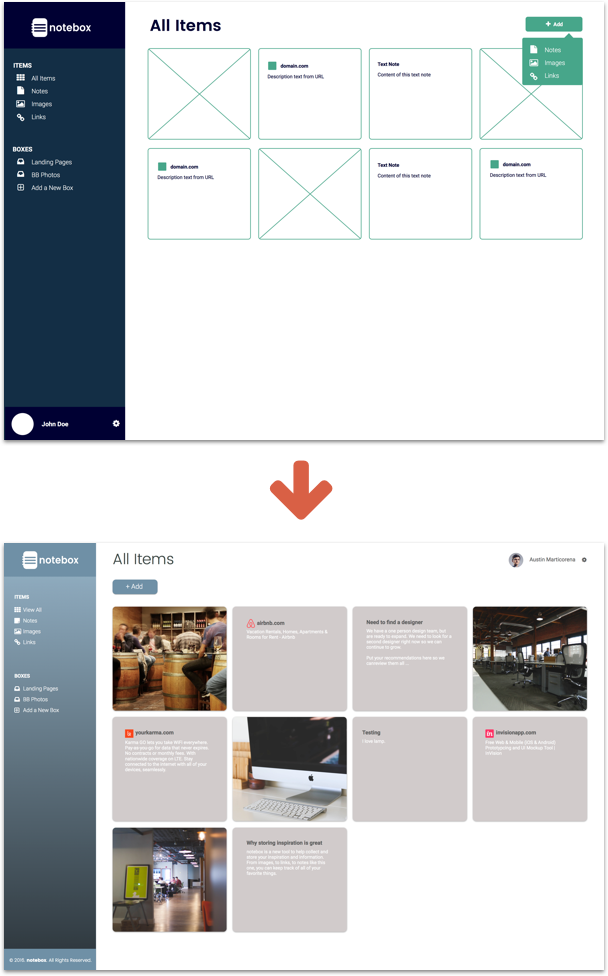 notebox
All Items
+ Add
Notes
Images
Links
ITEMS
All Items
Notes
Images
Links
BOXES
Landing Pages
BB Photos
Add a New Box
domain.com
Description text from URL
Text Note
Content of this text note
domain.com
Description text from URL
Text Note
Content of this text note
domain.com
Description text from URL
John Doe
notebox
All Items
Austin Marticorena
+ Add
ITEMS
View All
Notes
Images
Links
BOXES
Landing Pages
BB Photos
Add a New Box
airbnb.com
Vacation Rentals, Homes, Apartments &
Rooms for Rent - Airbnb
Need to find a designer
We have a one person design team, but
are ready to expand. We need to look for a
second designer right now so we can
continue to grow.
Put your recommendations here so we
can review them all...
yourkarma.com
Karma Go lets you take WiFi everywhere.
Pay-as-you-go for data that never expires.
No contracts or monthly fees. With
nationwide coverage on LTE. Stay
connected to the internet with all of your
devices, seamlessly.
Testing
invisionapp.com
Free Web & Mobile (iOS & Android)
Prototyping and UI Mockup Tool |
InVision
Why storing inspiration is great
notebox is a new tool to help collect and
store your inspiration and information.
From images, to links, to notes like this
one, you can keep track of all of your
favorite things.
© 2015. notebox. All Rights Reserved.